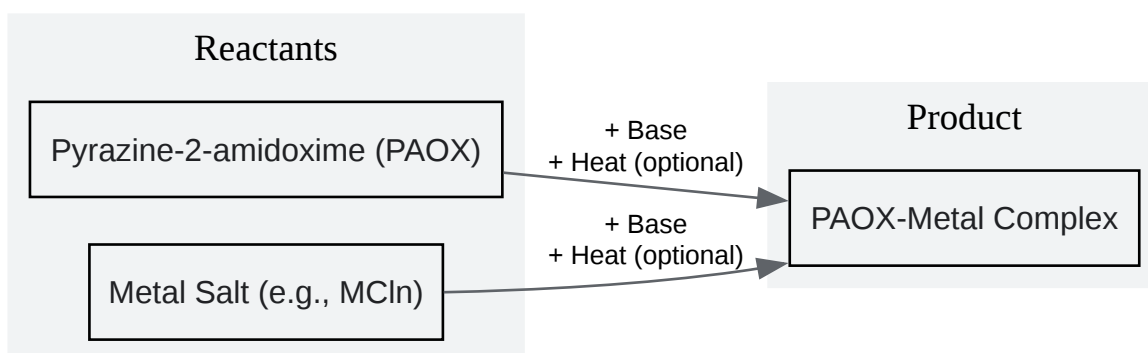 Reactants
Pyrazine-2-amidoxime (PAOX)
Metal Salt (e.g., MCln)
+ Base
+ Heat (optional)
+ Base
+ Heat (optional)
Product
PAOX-Metal Complex